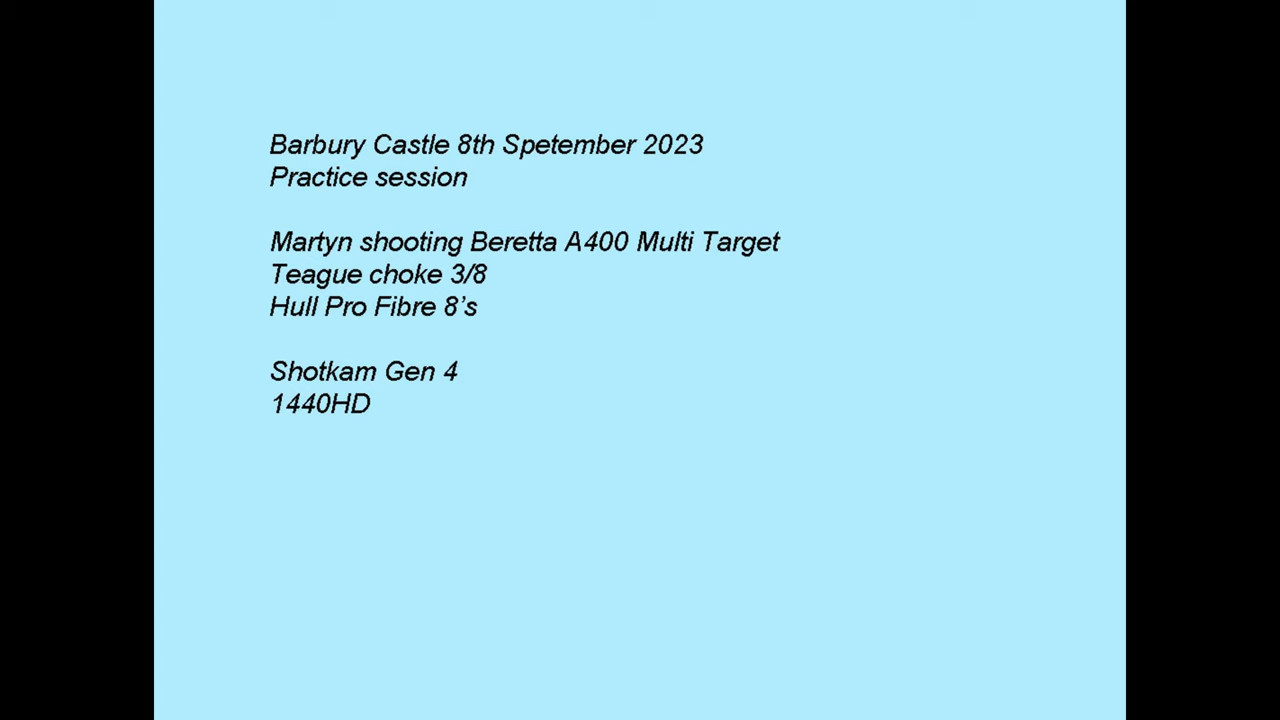 Barbury Castle 8th Spetember 2023
Practice session
Martyn shooting Beretta A400 Multi Target
Teague choke 3/8
Hull Pro Fibre 8’s
Shotkam Gen 4
1440HD